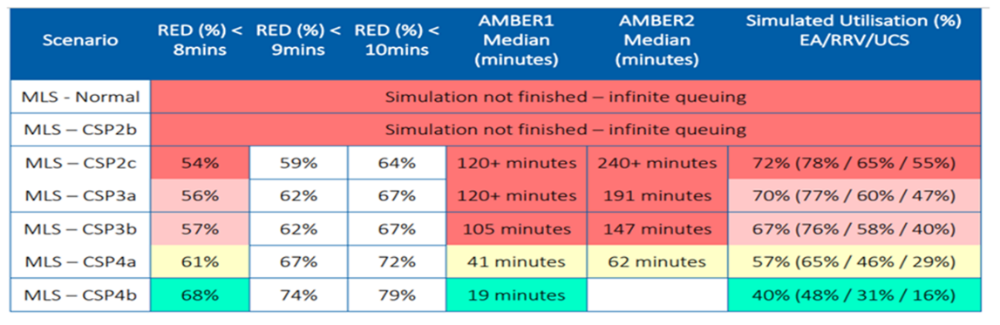 Scenario RED (%) < 8mins RED (%) < 9mins RED (%) < 10mins AMBER1 Median (minutes) AMBER2 Median (minutes) Simulated Utilisation (%) EA/RRV/UCS
MLS - Normal Simulation not finished – infinite queuing
MLS – CSP2b Simulation not finished – infinite queuing
MLS – CSP2c 54% 59% 64% 120+ minutes 240+ minutes 72% (78% / 65% / 55%)
MLS – CSP3a 56% 62% 67% 120+ minutes 191 minutes 70% (77% / 60% / 47%)
MLS – CSP3b 57% 62% 67% 105 minutes 147 minutes 67% (76% / 58% / 40%)
MLS – CSP4a 61% 67% 72% 41 minutes 62 minutes 57% (65% / 46% / 29%)
MLS – CSP4b 68% 74% 79% 19 minutes 40% (48% / 31% / 16%)